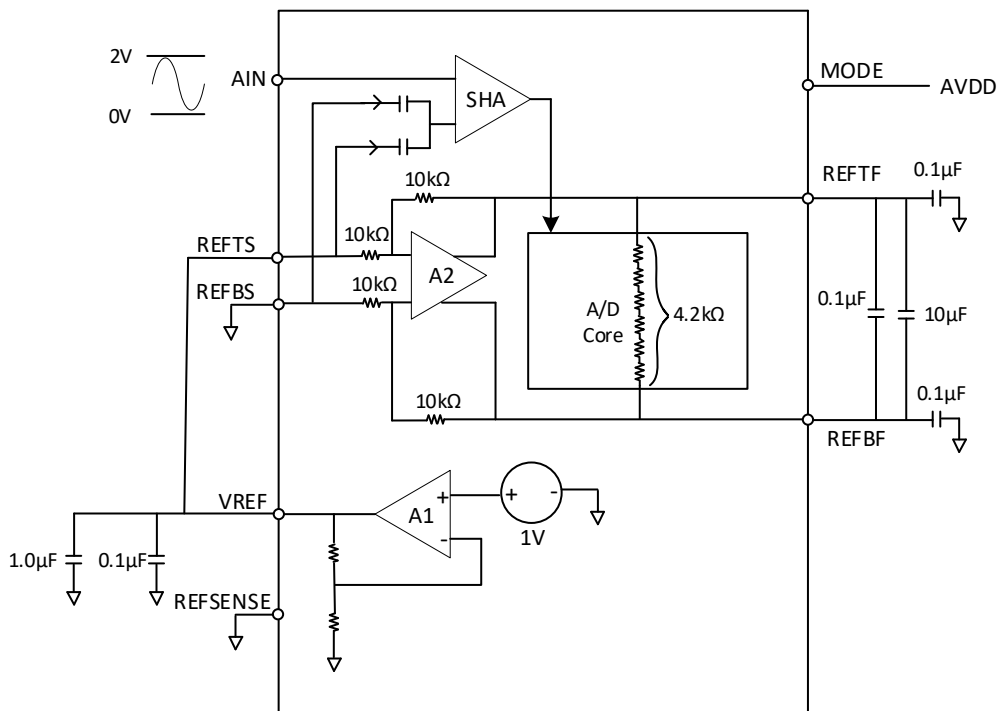 2V
0V
AIN
SHA
MODE
AVDD
REFTF
0.1μF
10kΩ
10kΩ
REFTS
A2
10kΩ
REFBS
A/D
Core
4.2kΩ
0.1μF
10μF
10kΩ
0.1μF
REFBF
VREF
A1
+
-
+
-
1V
1.0μF
0.1μF
REFSENSE